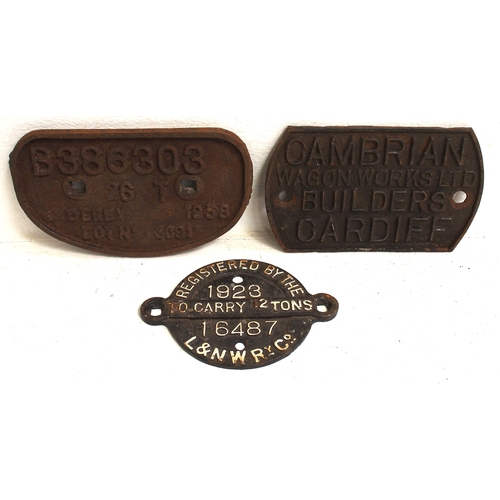 B386303
26 T
DERBY 1958
LOT No
CAMBRIAN
WAGON WORKS LTD
BUILDERS
CARDIFF
REGISTERED BY THE
1923
TO CARRY 12 TONS
16487
L&NWRY Co.